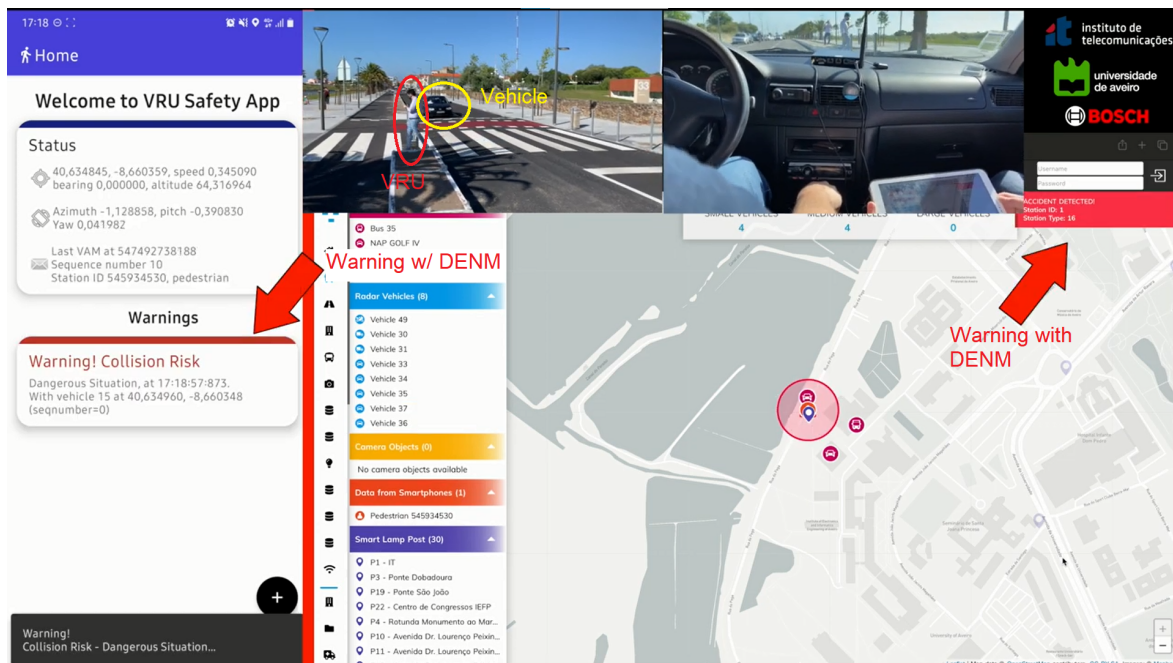 17:18
Home
Welcome to VRU Safety App
Status
40,634845, -8,660359, speed 0,345090
bearing 0,000000, altitude 64,316964
Azimuth -1,128858, pitch -0,390830
Yaw 0,041982
Last VAM at 547492738188
Sequence number 10
Station ID 545934530, pedestrian
Warnings
Warning! Collision Risk
Dangerous Situation, at 17:18:57:873.
With vehicle 15 at 40,634960, -8,660348
(seqnumber=0)
+
Warning!
Collision Risk - Dangerous Situation...
Vehicle
VRU
Warning w/ DENM
instituto de
telecomunicações
universidade
de aveiro
BOSCH
Username
Password
ACCIDENT DETECTED!
Station ID: 1
Station Type: 16
Warning with
DENM
SMALL VEHICLES
MEDIUM VEHICLES
LARGE VEHICLES
4
4
0
Bus 35
NAP GOLF IV
Radar Vehicles (8)
Vehicle 49
Vehicle 30
Vehicle 31
Vehicle 33
Vehicle 34
Vehicle 35
Vehicle 37
Vehicle 36
Camera Objects (0)
No camera objects available
Data from Smartphones (1)
Pedestrian 545934530
Smart Lamp Post (30)
P1 - IT
P3 - Ponte Dobadoura
P19 - Ponte São João
P22 - Centro de Congressos IEFP
P4 - Rotunda Monumento ao Mar...
P10 - Avenida Dr. Lourenço Peixin...
P11 - Avenida Dr. Lourenço Peixin...
University of Aveiro
+
−